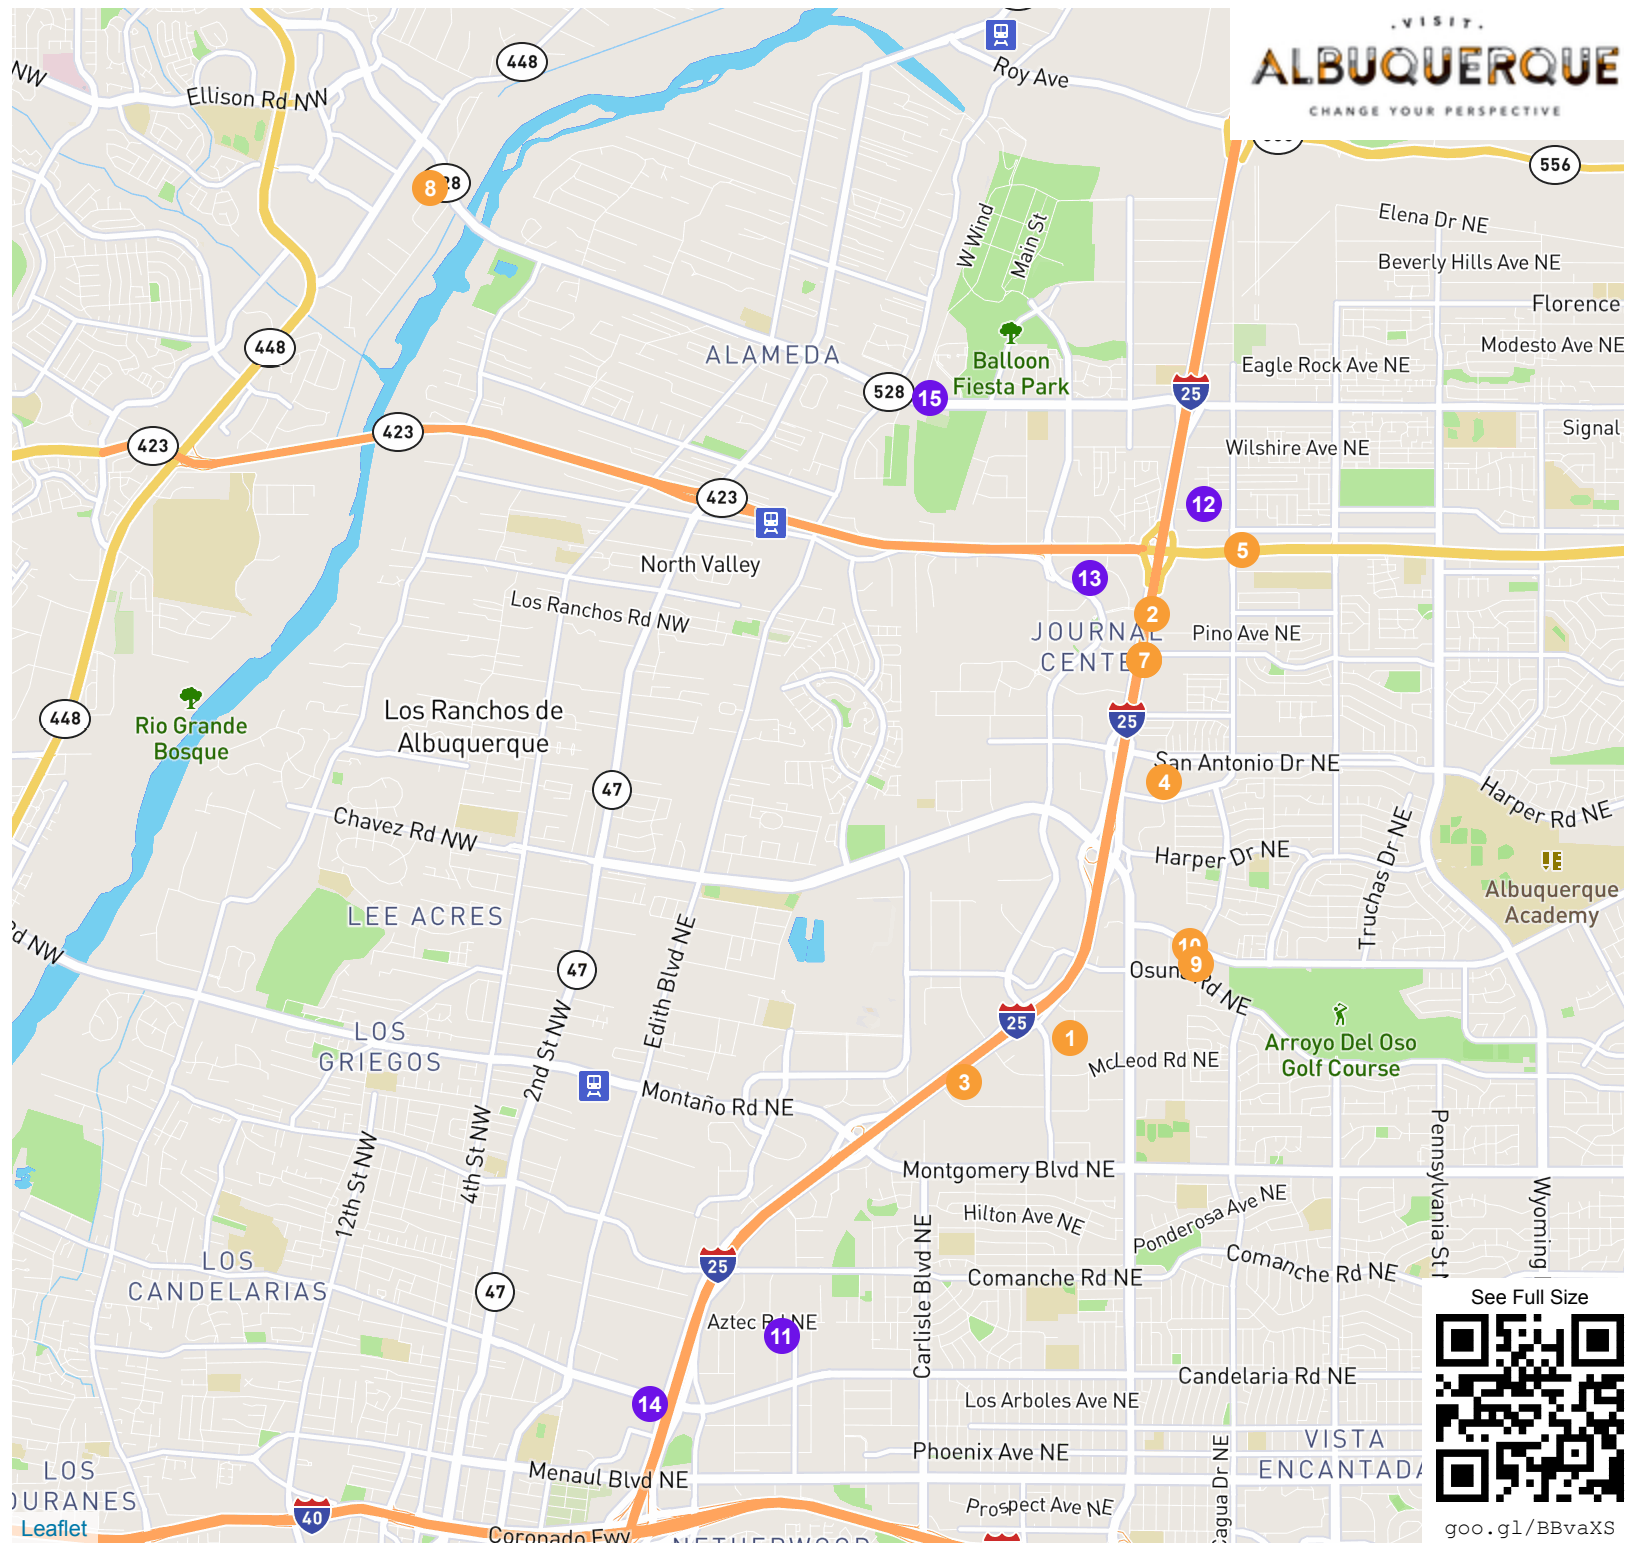 VISIT
ALBUQUERQUE
CHANGE YOUR PERSPECTIVE
NW
448
Roy Ave
Ellison Rd NW
556
8
Elena Dr NE
W Wind
Main St
Beverly Hills Ave NE
Florence
448
ALAMEDA
Balloon
Fiesta Park
Modesto Ave NE
Eagle Rock Ave NE
528
15
25
423
423
Signal
Wilshire Ave NE
423
12
5
North Valley
13
Los Ranchos Rd NW
2
JOURNAL
Pino Ave NE
7
448
Rio Grande
Bosque
Los Ranchos de
Albuquerque
25
San Antonio Dr NE
4
47
Harper Rd NE
Chavez Rd NW
Harper Dr NE
Truchas Dr NE
Albuquerque
Academy
LEE ACRES
Rd NW
Edith Blvd NE
10
9
47
Rd NE
25
LOS
GRIEGOS
2nd St NW
1
Arroyo Del Oso
Golf Course
McLeod Rd NE
3
Montaño Rd NE
4th St NW
12th St NW
Pennsylvania St
Montgomery Blvd NE
Wyoming
Hilton Ave NE
Ponderosa Ave NE
LOS
CANDELARIAS
25
Carlisle Blvd NE
Comanche Rd NE
Comanche Rd NE
47
See Full Size
Aztec Rd NE
11
Candelaria Rd NE
14
Los Arboles Ave NE
Phoenix Ave NE
VISTA
ENCANTADA
LOS
DURANES
Menaul Blvd NE
Prospect Ave NE
40
Coronado Fwy
NETHERWOOD
Leaflet
goo.gl/BBvaXS